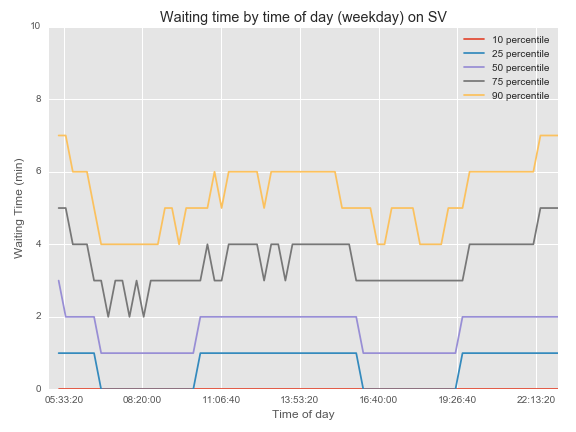 Waiting time by time of day (weekday) on SV
10 percentile
25 percentile
50 percentile
75 percentile
90 percentile
Waiting Time (min)
10
8
6
4
2
0
05:33:20 08:20:00 11:06:40 13:53:20 16:40:00 19:26:40 22:13:20
Time of day